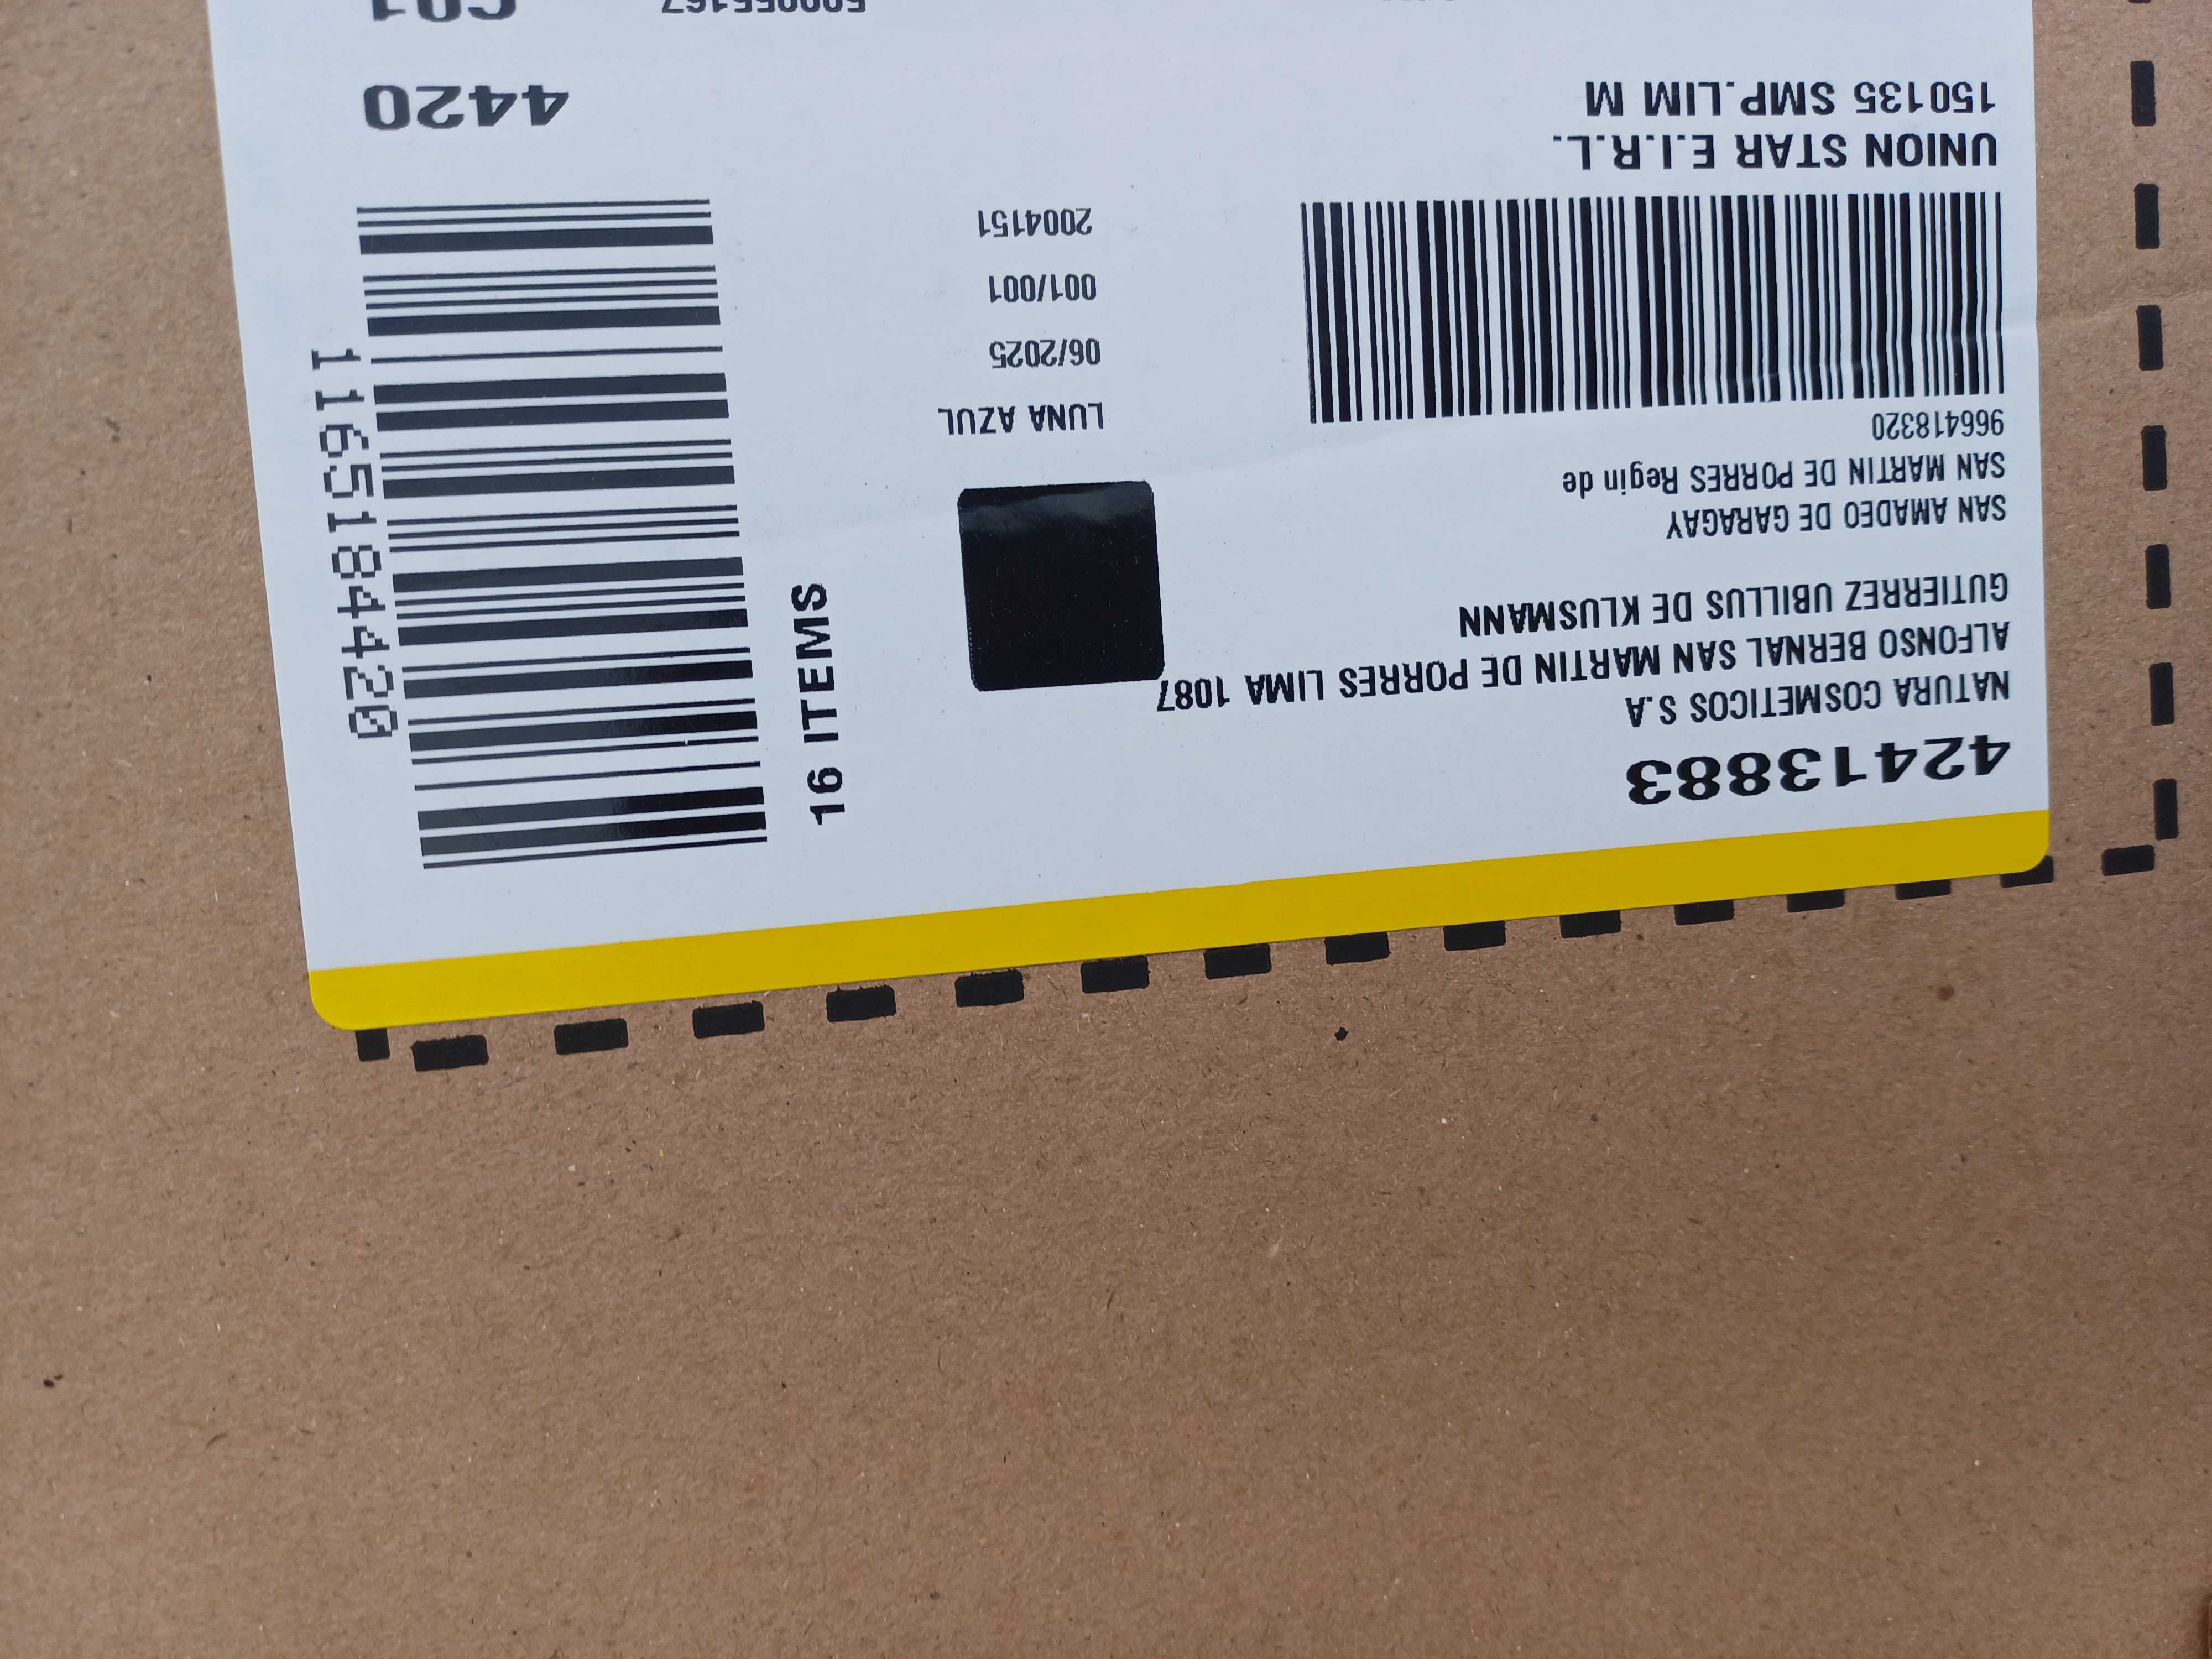 42413883
NATURA COSMETICOS S.A
ALFONSO BERNAL SAN MARTIN DE PORRES LIMA 1087
GUTIERREZ UBILLUS DE KLUSMANN
SAN AMADEO DE GARAGAY
SAN MARTIN DE PORRES Regin de
966418320
UNION STAR E.I.R.L.
150135 SMP.LIM M
LUNA AZUL
06/2025
001/001
2004151
16 ITEMS
1165184420
4420